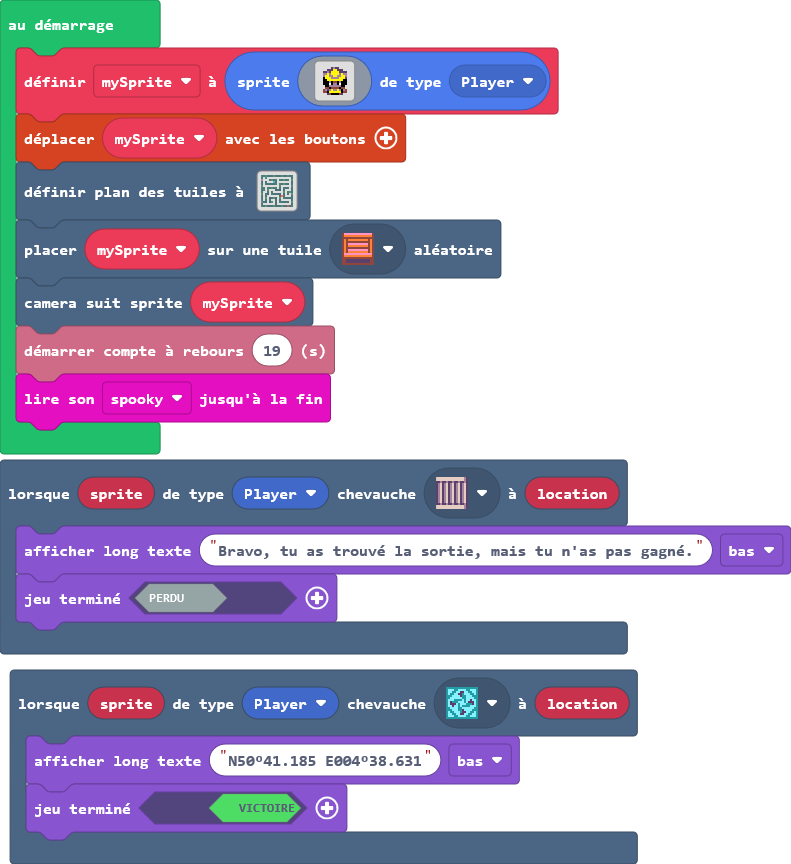 au démarrage
définir mySprite à sprite de type Player
déplacer mySprite avec les boutons
définir plan des tuiles à
placer mySprite sur une tuile aléatoire
camera suit sprite mySprite
démarrer compte à rebours 19 (s)
lire son spooky jusqu'à la fin
lorsque sprite de type Player chevauche à location
afficher long texte "Bravo, tu as trouvé la sortie, mais tu n'as pas gagné." bas
jeu terminé PERDU
lorsque sprite de type Player chevauche à location
afficher long texte "N50º41.185 E004º38.631" bas
jeu terminé VICTOIRE